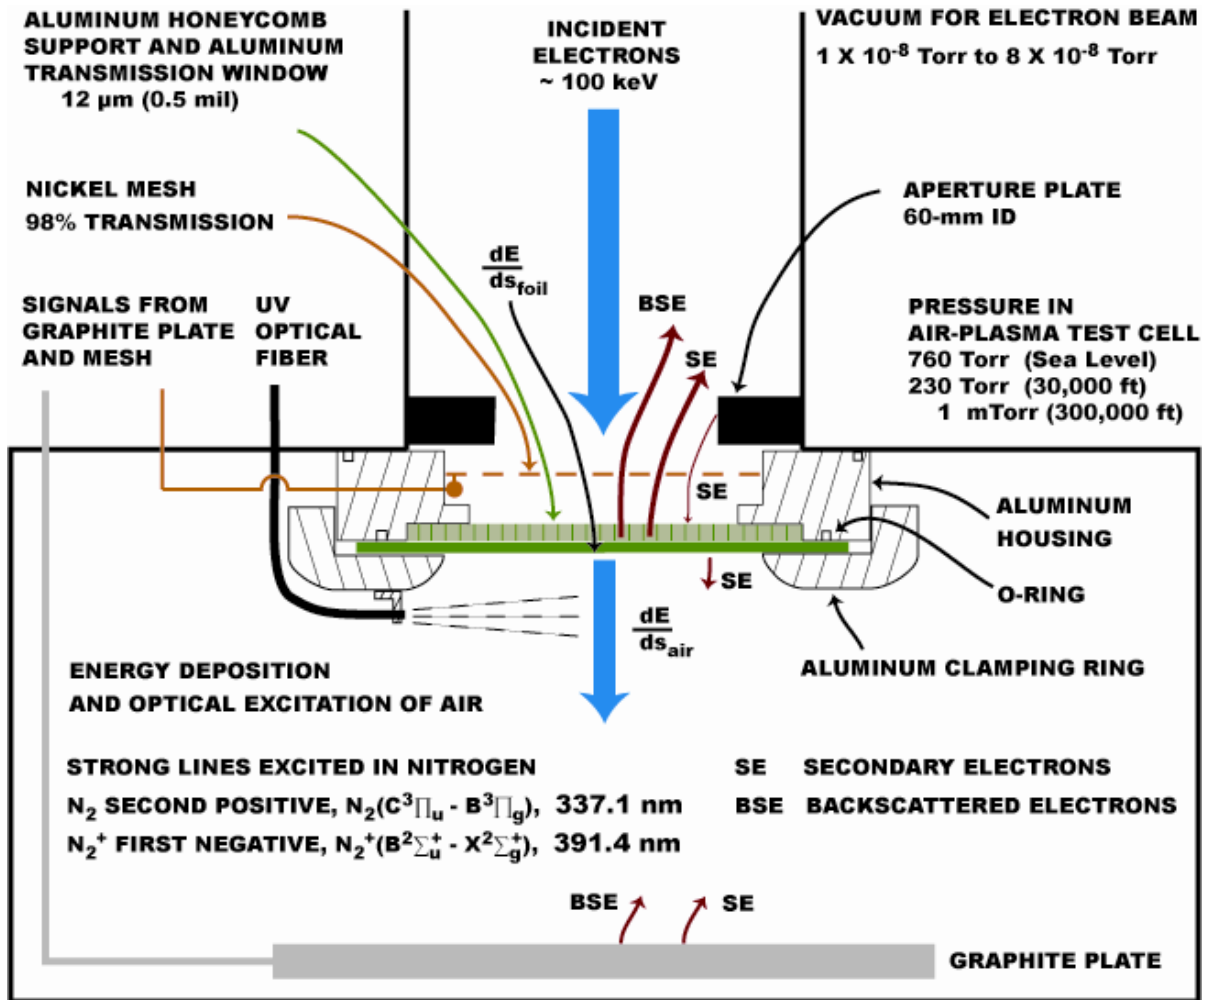 ALUMINUM HONEYCOMB
SUPPORT AND ALUMINUM
TRANSMISSION WINDOW
12 µm (0.5 mil)
INCIDENT
ELECTRONS
~ 100 keV
VACUUM FOR ELECTRON BEAM
1 X 10⁻⁸ Torr to 8 X 10⁻⁸ Torr
NICKEL MESH
98% TRANSMISSION
APERTURE PLATE
60-mm ID
dE
ds_foil
SIGNALS FROM
GRAPHITE PLATE
AND MESH
UV
OPTICAL
FIBER
BSE
SE
PRESSURE IN
AIR-PLASMA TEST CELL
760 Torr (Sea Level)
230 Torr (30,000 ft)
1 mTorr (300,000 ft)
SE
ALUMINUM
HOUSING
SE
O-RING
dE
ds_air
ALUMINUM CLAMPING RING
ENERGY DEPOSITION
AND OPTICAL EXCITATION OF AIR
STRONG LINES EXCITED IN NITROGEN
N₂ SECOND POSITIVE, N₂(C³∏u - B³∏g), 337.1 nm
N₂⁺ FIRST NEGATIVE, N₂⁺(B²∑u⁺ - X²∑g⁺), 391.4 nm
SE SECONDARY ELECTRONS
BSE BACKSCATTERED ELECTRONS
BSE
SE
GRAPHITE PLATE